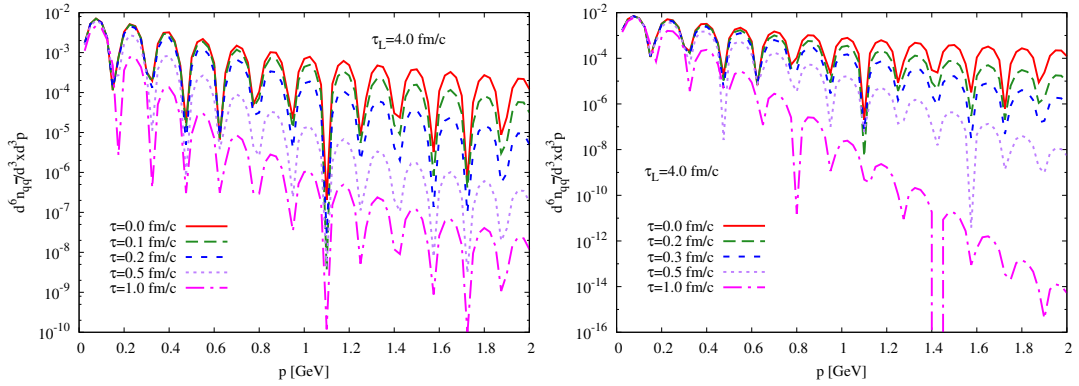 d⁶n_qq̅/d³xd³p
10⁻²
10⁻³
10⁻⁴
10⁻⁵
10⁻⁶
10⁻⁷
10⁻⁸
10⁻⁹
10⁻¹⁰
τ_L=4.0 fm/c
τ=0.0 fm/c
τ=0.1 fm/c
τ=0.2 fm/c
τ=0.5 fm/c
τ=1.0 fm/c
0 0.2 0.4 0.6 0.8 1 1.2 1.4 1.6 1.8 2
p [GeV]
d⁶n_qq̅/d³xd³p
10⁻²
10⁻⁴
10⁻⁶
10⁻⁸
10⁻¹⁰
10⁻¹²
10⁻¹⁴
10⁻¹⁶
τ_L=4.0 fm/c
τ=0.0 fm/c
τ=0.2 fm/c
τ=0.3 fm/c
τ=0.5 fm/c
τ=1.0 fm/c
0 0.2 0.4 0.6 0.8 1 1.2 1.4 1.6 1.8 2
p [GeV]